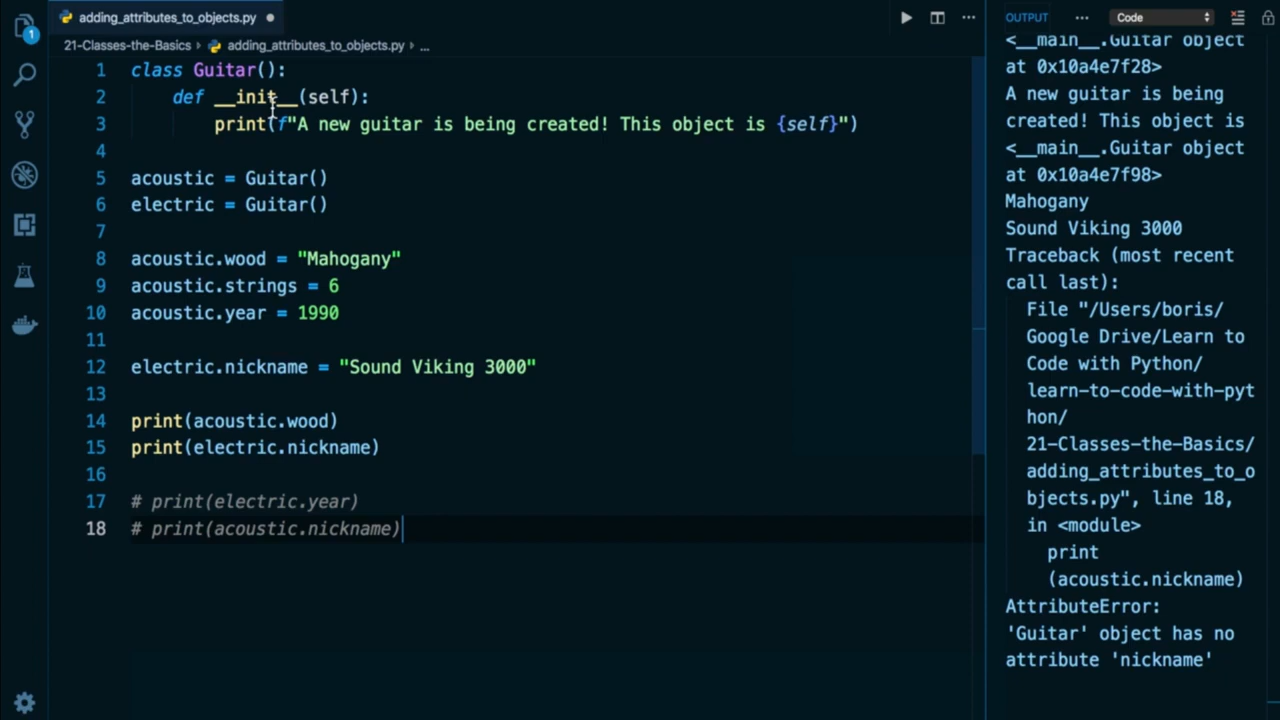 adding_attributes_to_objects.py
21-Classes-the-Basics › adding_attributes_to_objects.py › ...
1 class Guitar():
2 def __init__(self):
3 print(f"A new guitar is being created! This object is {self}")
4
5 acoustic = Guitar()
6 electric = Guitar()
7
8 acoustic.wood = "Mahogany"
9 acoustic.strings = 6
10 acoustic.year = 1990
11
12 electric.nickname = "Sound Viking 3000"
13
14 print(acoustic.wood)
15 print(electric.nickname)
16
17 # print(electric.year)
18 # print(acoustic.nickname)
1
OUTPUT ... Code
<__main__.Guitar object
at 0x10a4e7f28>
A new guitar is being
created! This object is
<__main__.Guitar object
at 0x10a4e7f98>
Mahogany
Sound Viking 3000
Traceback (most recent
call last):
File "/Users/boris/
Google Drive/Learn to
Code with Python/
learn-to-code-with-pyt
hon/
21-Classes-the-Basics/
adding_attributes_to_o
bjects.py", line 18,
in <module>
print
(acoustic.nickname)
AttributeError:
'Guitar' object has no
attribute 'nickname'